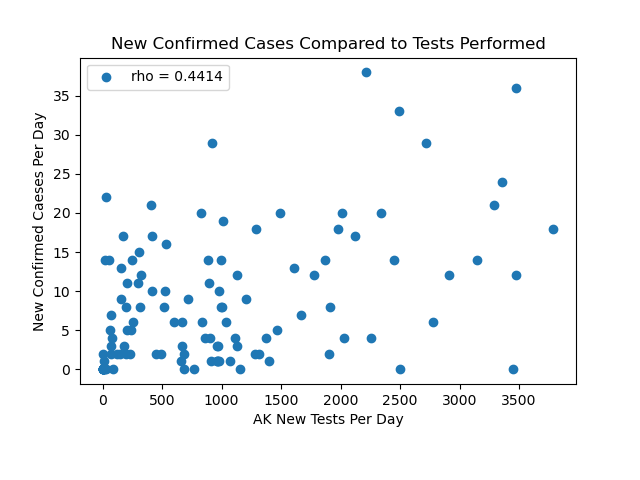 New Confirmed Cases Compared to Tests Performed
rho = 0.4414
New Confirmed Caeses Per Day
35
30
25
20
15
10
5
0
0 500 1000 1500 2000 2500 3000 3500
AK New Tests Per Day